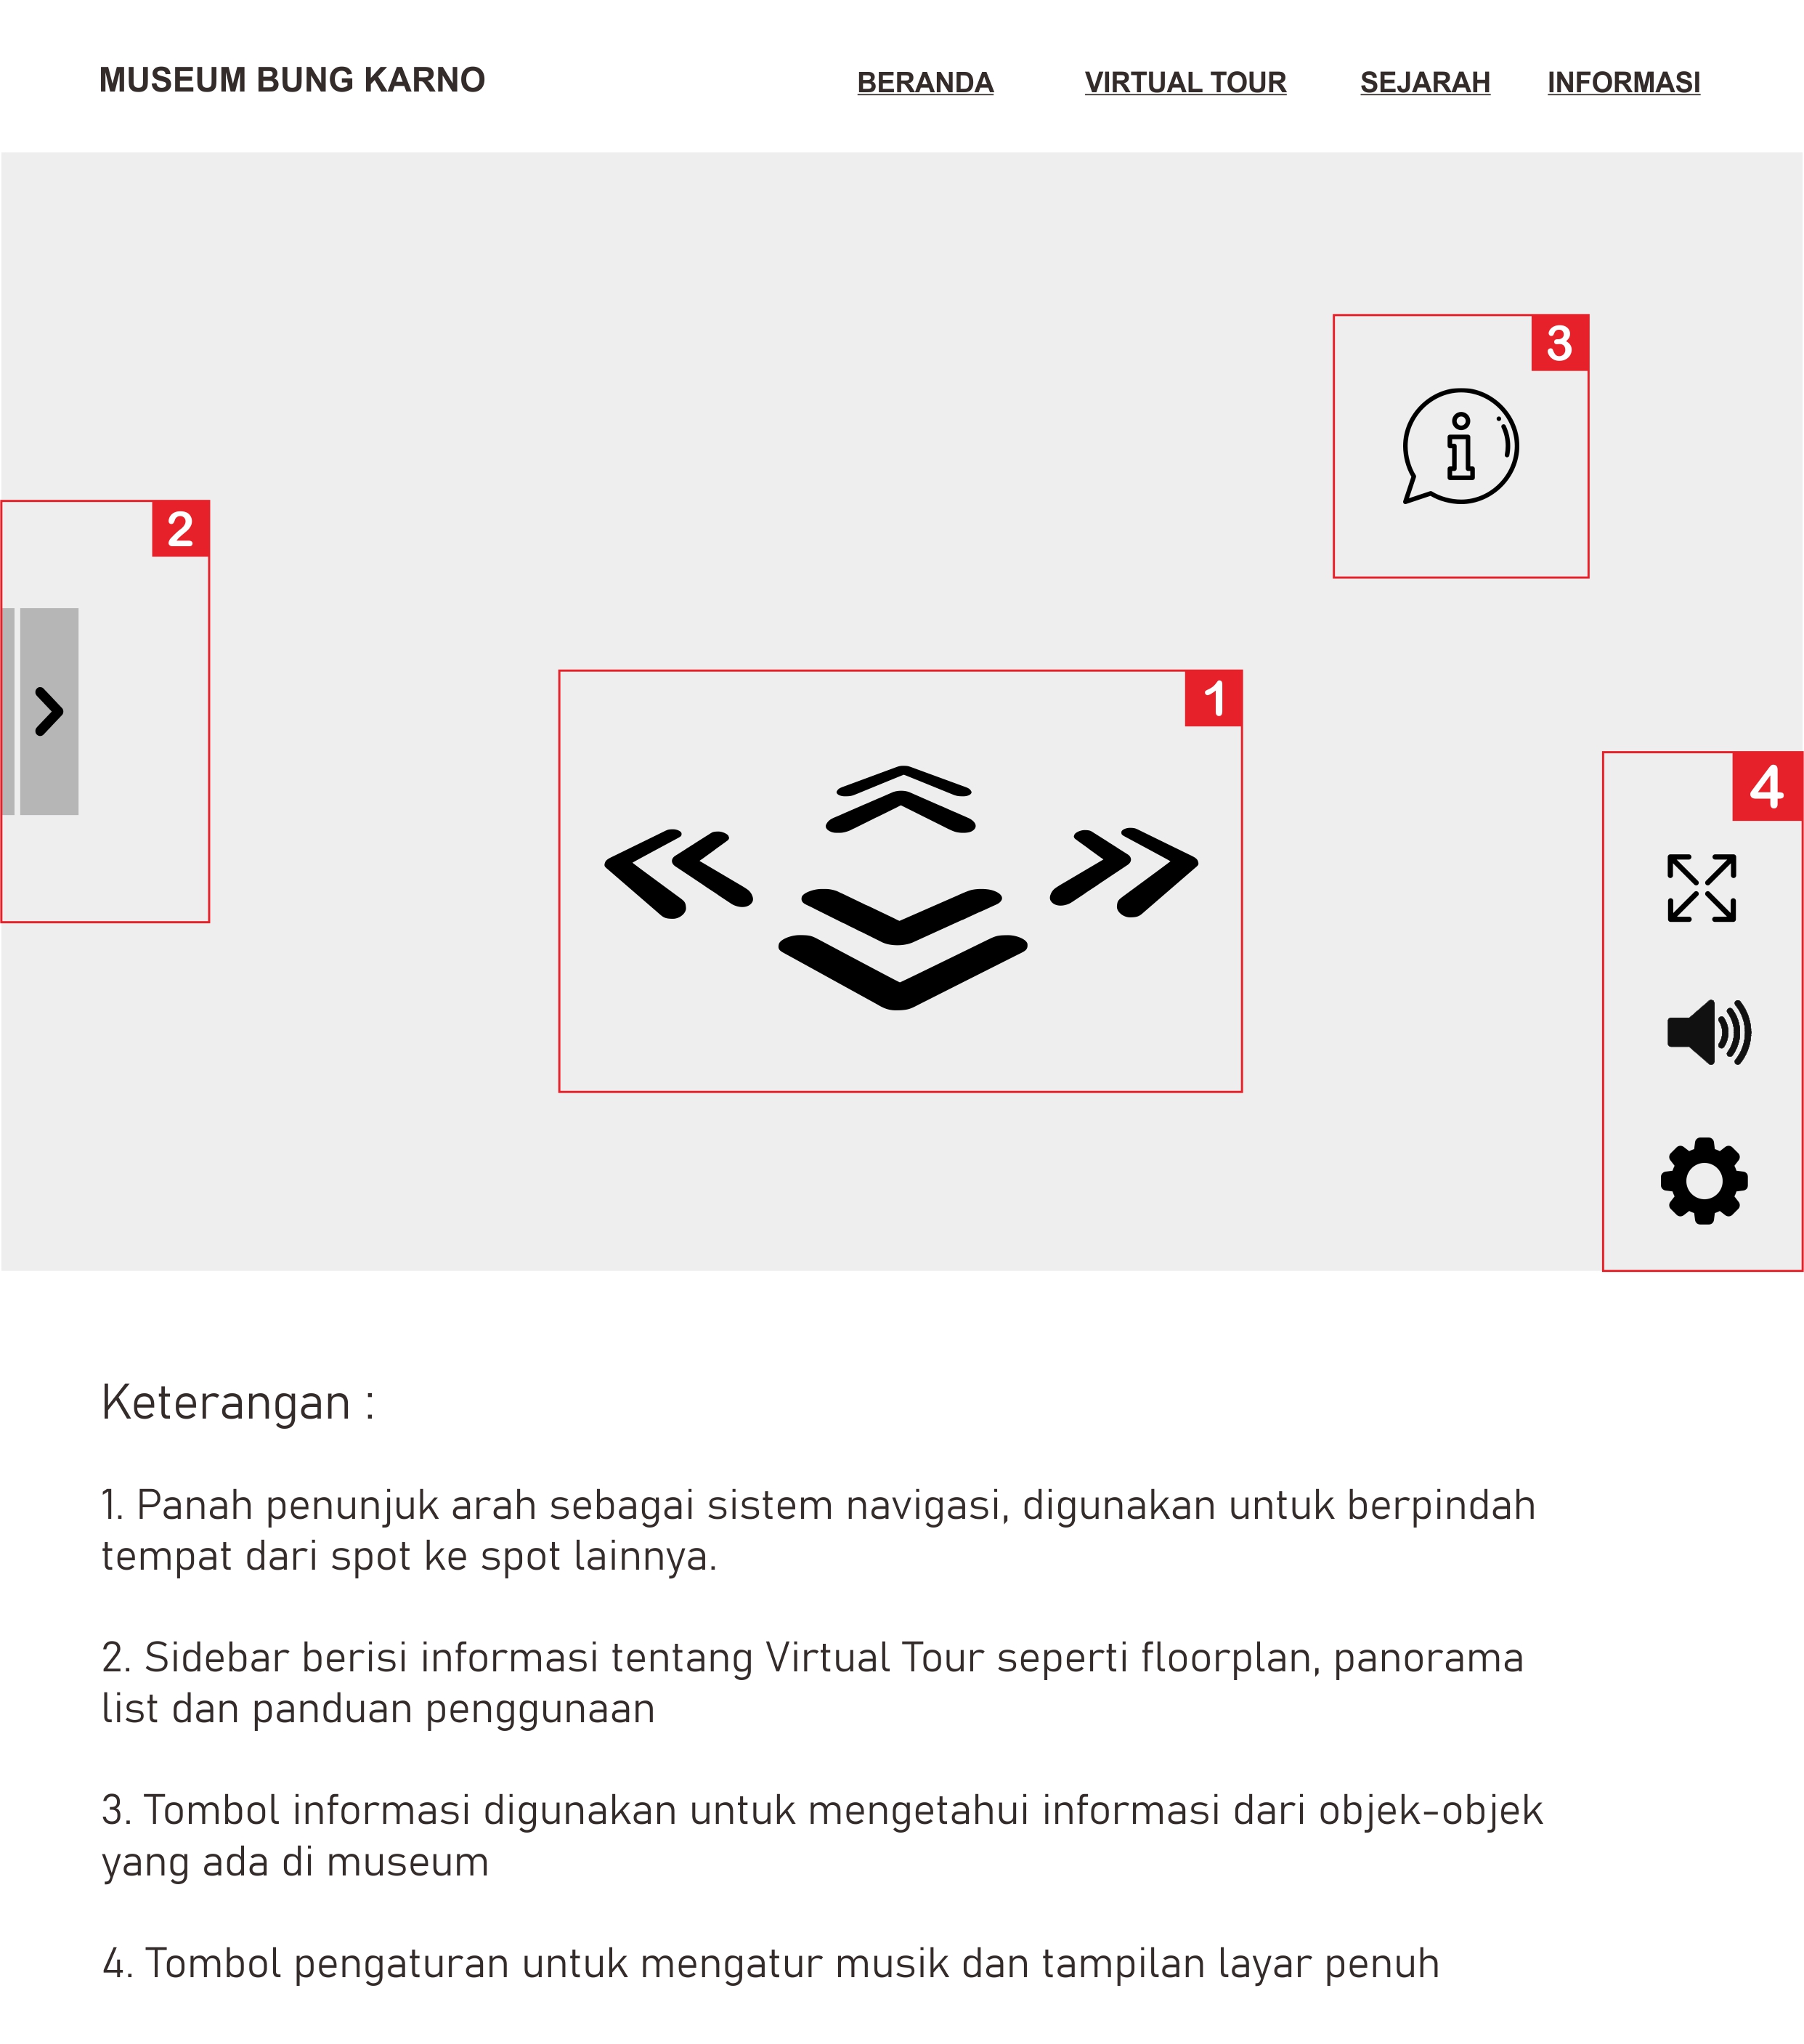 MUSEUM BUNG KARNO
BERANDA VIRTUAL TOUR SEJARAH INFORMASI
3
2
1
4
Keterangan :
1. Panah penunjuk arah sebagai sistem navigasi, digunakan untuk berpindah
tempat dari spot ke spot lainnya.
2. Sidebar berisi informasi tentang Virtual Tour seperti floorplan, panorama
list dan panduan penggunaan
3. Tombol informasi digunakan untuk mengetahui informasi dari objek-objek
yang ada di museum
4. Tombol pengaturan untuk mengatur musik dan tampilan layar penuh